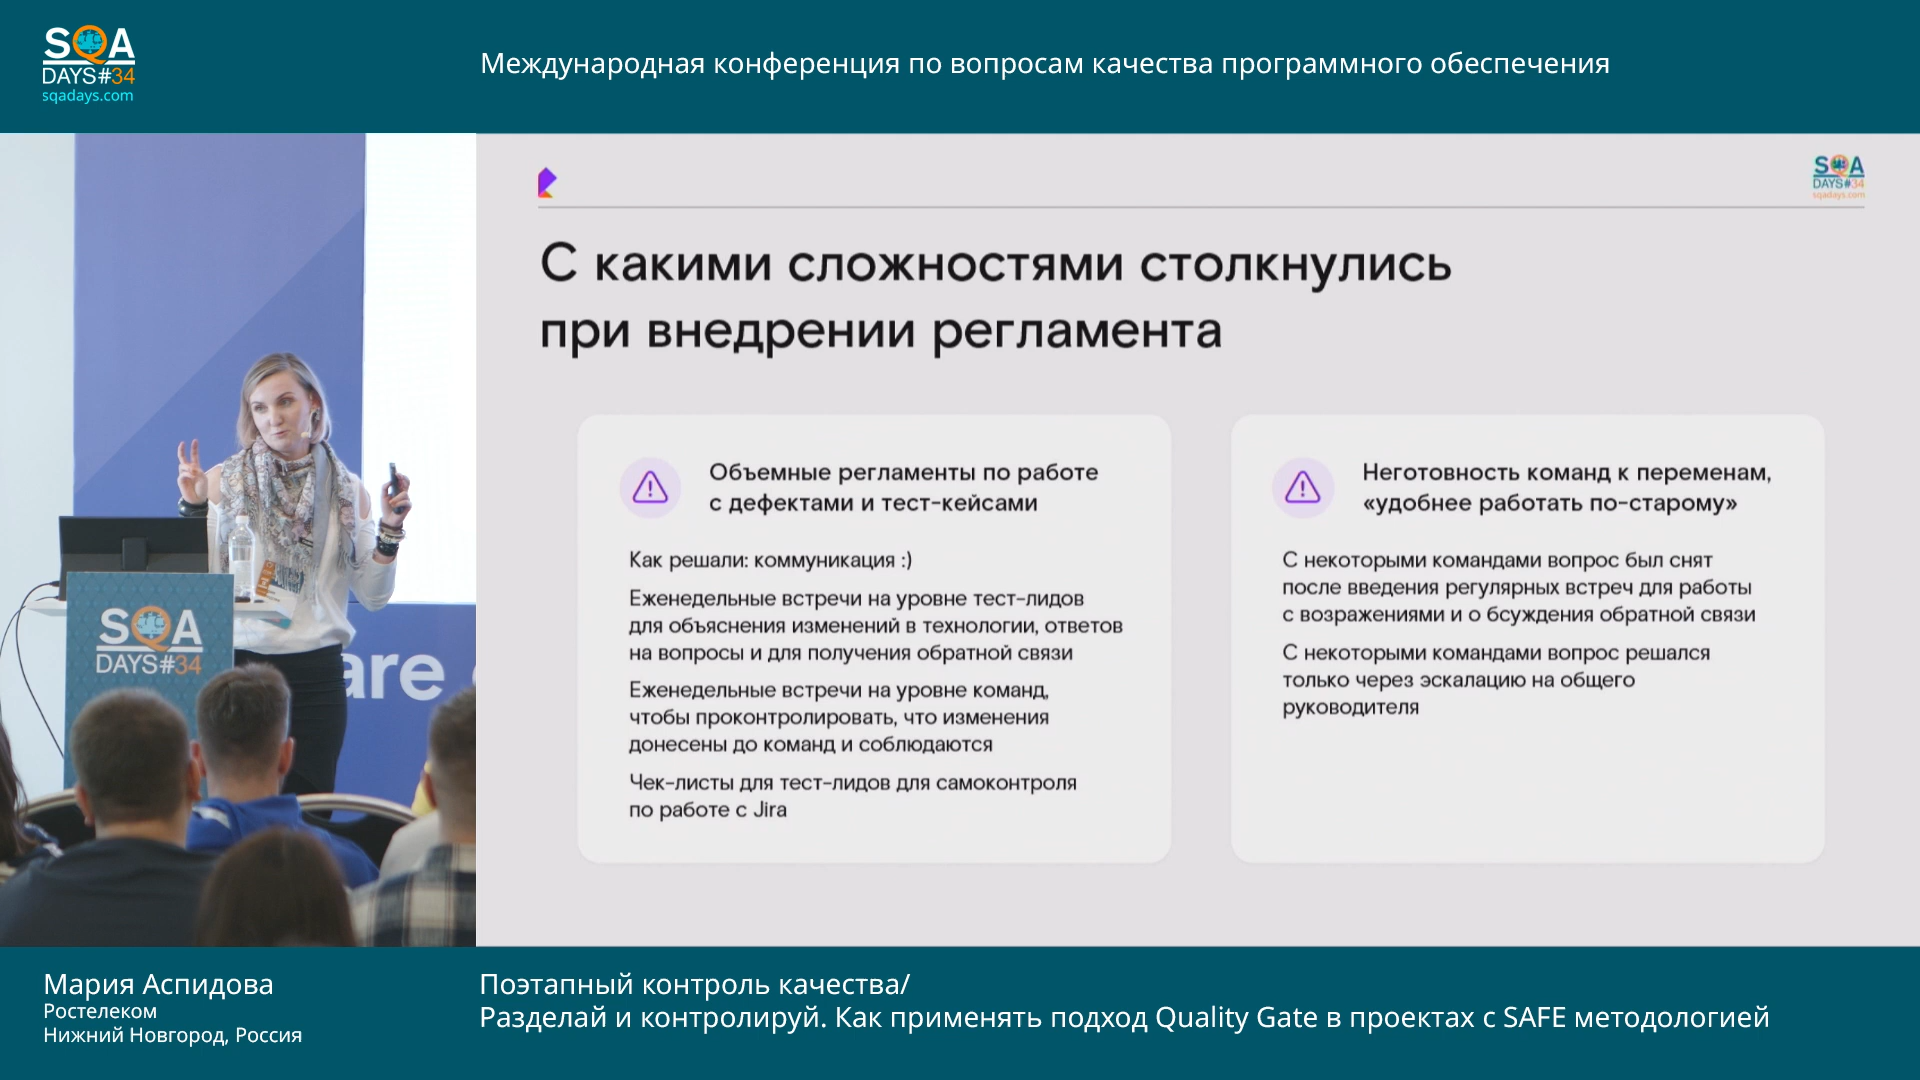 SQA
DAYS#34
sqadays.com
Международная конференция по вопросам качества программного обеспечения
SQA
DAYS#34
sqadays.com
С какими сложностями столкнулись
при внедрении регламента
Объемные регламенты по работе
с дефектами и тест-кейсами
Как решали: коммуникация :)
Еженедельные встречи на уровне тест-лидов
для объяснения изменений в технологии, ответов
на вопросы и для получения обратной связи
Еженедельные встречи на уровне команд,
чтобы проконтролировать, что изменения
донесены до команд и соблюдаются
Чек-листы для тест-лидов для самоконтроля
по работе с Jira
Неготовность команд к переменам,
«удобнее работать по-старому»
С некоторыми командами вопрос был снят
после введения регулярных встреч для работы
с возражениями и о бсуждения обратной связи
С некоторыми командами вопрос решался
только через эскалацию на общего
руководителя
SQA
DAYS#34
are
Мария Аспидова
Ростелеком
Нижний Новгород, Россия
Поэтапный контроль качества/
Разделай и контролируй. Как применять подход Quality Gate в проектах с SAFE методологией